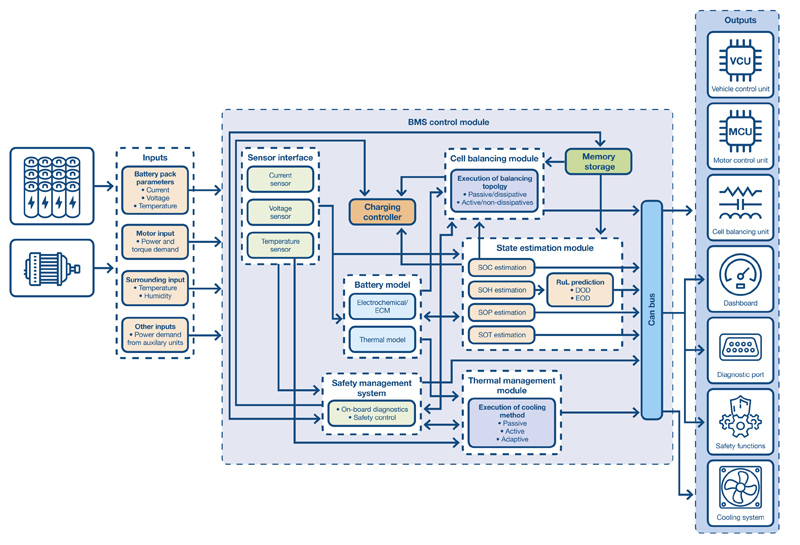 Outputs
VCU
Vehicle control unit
MCU
Motor control unit
Cell balancing unit
Dashboard
Diagnostic port
Safety functions
Cooling system
Inputs
Battery pack
parameters
• Current
• Voltage
• Temperature
Motor input
• Power and
torque demand
Surrounding input
• Temperature
• Humidity
Other inputs
• Power demand
from auxilary units
BMS control module
Sensor interface
Current
sensor
Voltage
sensor
Temperature
sensor
Charging
controller
Cell balancing module
Execution of balancing
topolgy
• Passive/dissipative
• Active/non-dissipatives
Memory
storage
State estimation module
SOC estimation
SOH estimation
SOP estimation
SOT estimation
RuL prediction
• DOD
• EOD
Battery model
Electrochemical/
ECM
Thermal model
Safety management
system
• On-board diagnostics
• Safety control
Thermal management
module
Execution of cooling
method
• Passive
• Active
• Adaptive
Can bus